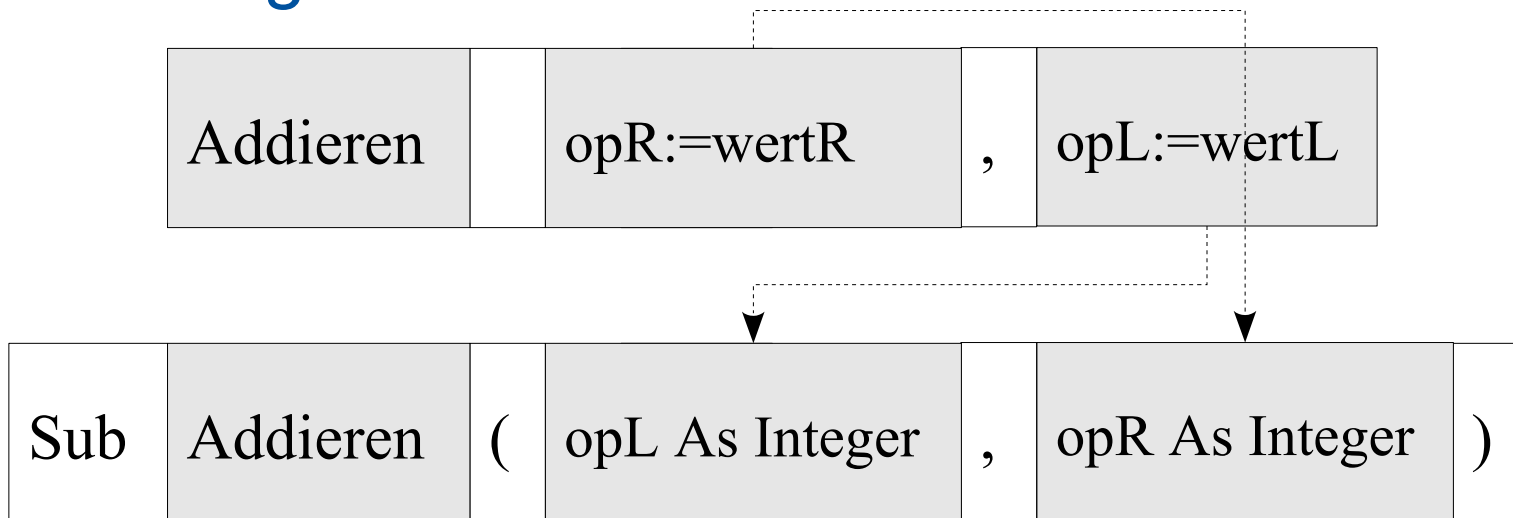 Addieren opR:=wertR , opL:=wertL
Sub Addieren ( opL As Integer , opR As Integer )